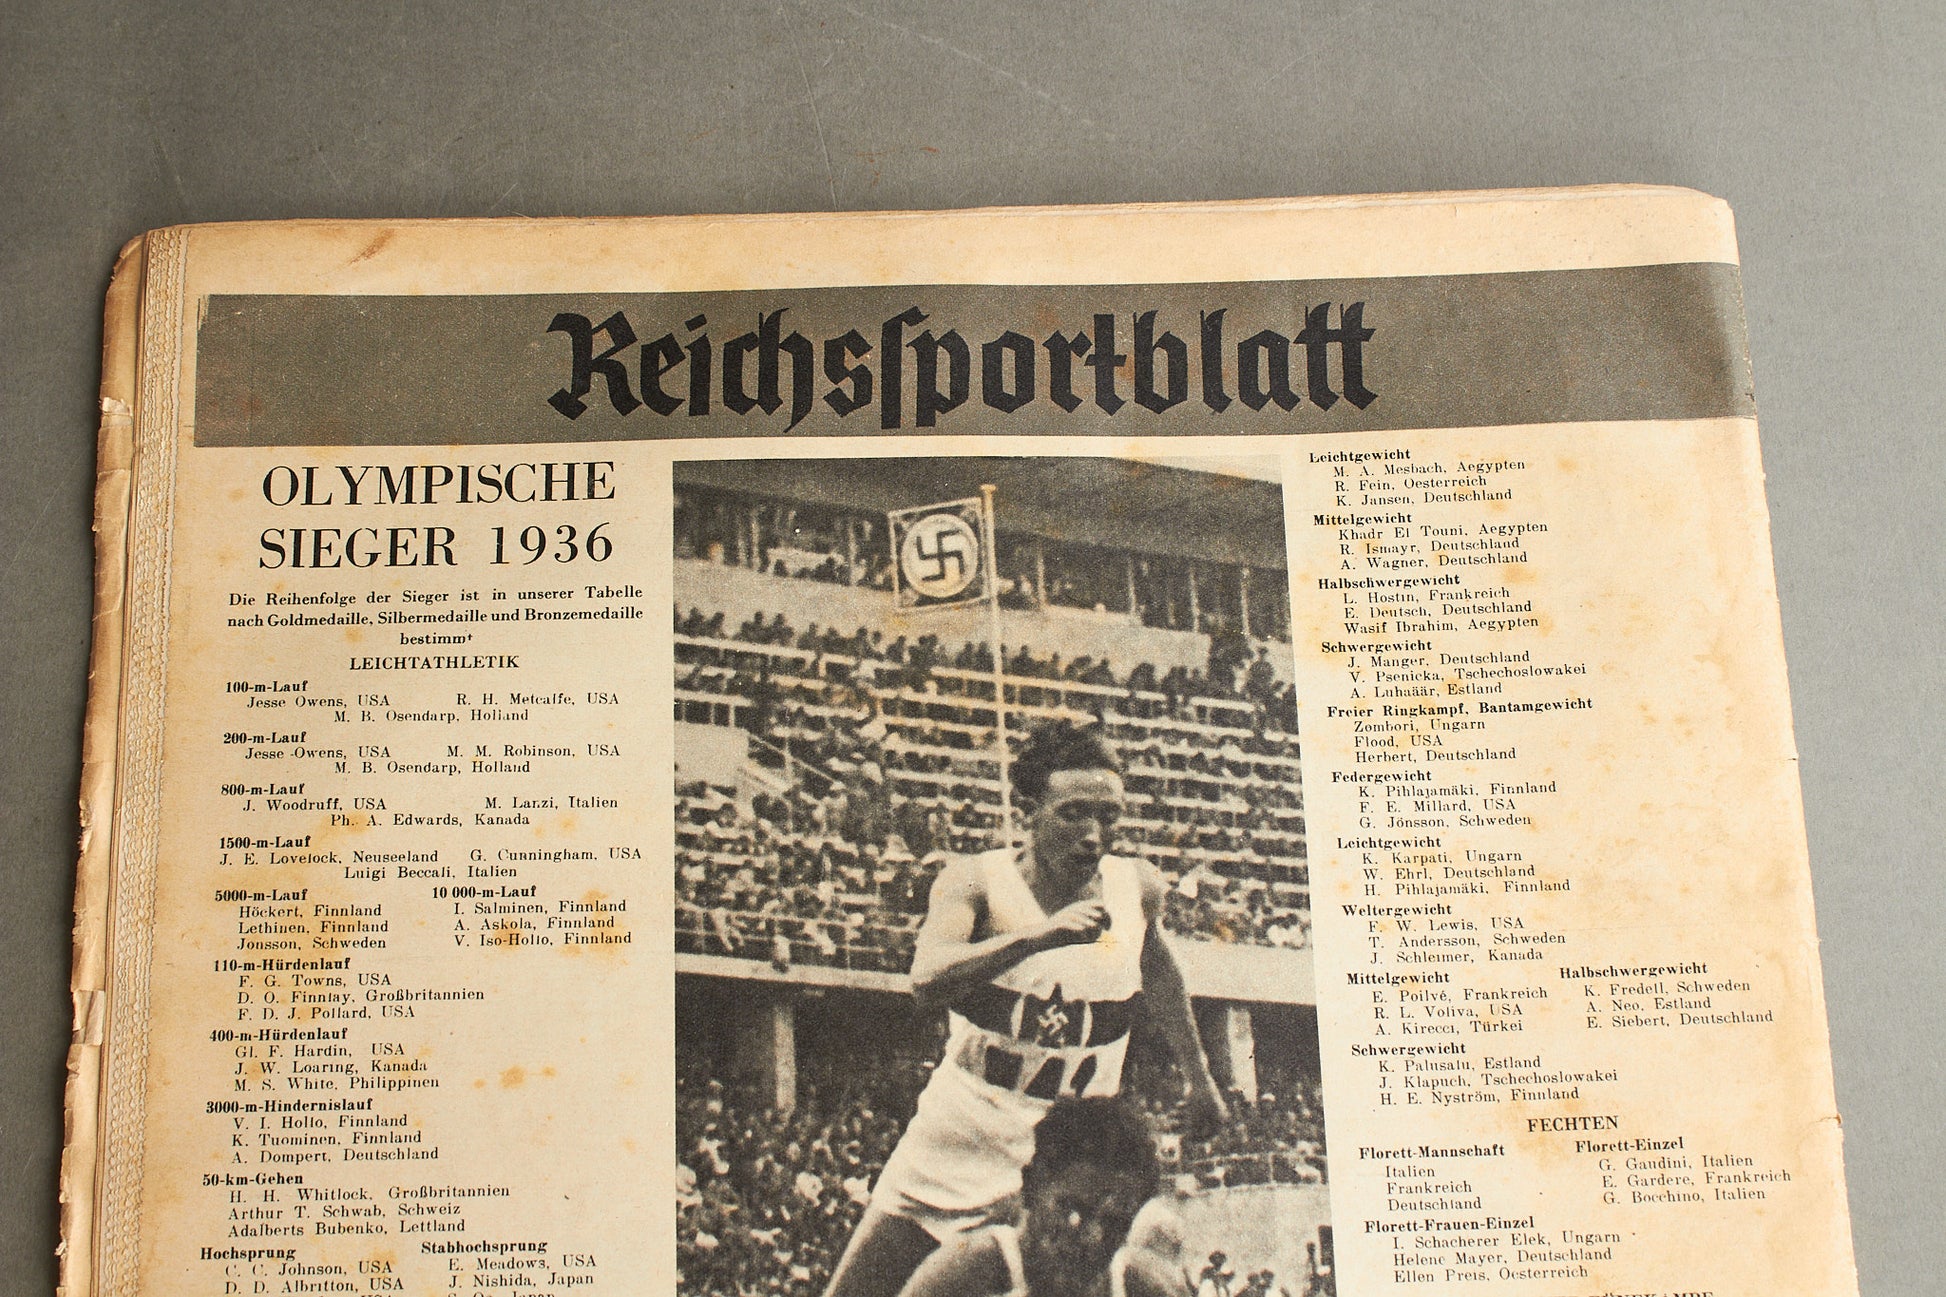 Reichssportblatt
OLYMPISCHE
SIEGER 1936
Die Reihenfolge der Sieger ist in unserer Tabelle
nach Goldmedaille, Silbermedaille und Bronzemedaille
bestimmt
LEICHTATHLETIK
100-m-Lauf
Jesse Owens, USA R. H. Metcalfe, USA
M. B. Osendarp, Holland
200-m-Lauf
Jesse Owens, USA M. M. Robinson, USA
M. B. Osendarp, Holland
800-m-Lauf
J. Woodruff, USA M. Lanzi, Italien
Ph. A. Edwards, Kanada
1500-m-Lauf
J. E. Lovelock, Neuseeland G. Cunningham, USA
Luigi Beccali, Italien
5000-m-Lauf
Höckert, Finnland
Lethinen, Finnland
Jonsson, Schweden
10 000-m-Lauf
I. Salminen, Finnland
A. Askola, Finnland
V. Iso-Hollo, Finnland
110-m-Hürdenlauf
F. G. Towns, USA
D. O. Finnlay, Großbritannien
F. D. J. Pollard, USA
400-m-Hürdenlauf
Gl. F. Hardin, USA
J. W. Loaring, Kanada
M. S. White, Philippinen
3000-m-Hindernislauf
V. I. Hollo, Finnland
K. Tuominen, Finnland
A. Dompert, Deutschland
50-km-Gehen
H. H. Whitlock, Großbritannien
Arthur T. Schwab, Schweiz
Adalberts Bubenko, Lettland
Hochsprung
C. C. Johnson, USA
D. D. Albritton, USA
Stabhochsprung
E. Meadows, USA
J. Nishida, Japan
Leichtgewicht
M. A. Mesbach, Aegypten
R. Fein, Oesterreich
K. Jansen, Deutschland
Mittelgewicht
Khadr El Touni, Aegypten
R. Ismayr, Deutschland
A. Wagner, Deutschland
Halbschwergewicht
L. Hostin, Frankreich
E. Deutsch, Deutschland
Wasif Ibrahim, Aegypten
Schwergewicht
J. Manger, Deutschland
V. Psenicka, Tschechoslowakei
A. Luhaäär, Estland
Freier Ringkampf, Bantamgewicht
Zombori, Ungarn
Flood, USA
Herbert, Deutschland
Federgewicht
K. Pihlajamäki, Finnland
F. E. Millard, USA
G. Jönsson, Schweden
Leichtgewicht
K. Karpati, Ungarn
W. Ehrl, Deutschland
H. Pihlajamäki, Finnland
Weltergewicht
F. W. Lewis, USA
T. Andersson, Schweden
J. Schleimer, Kanada
Mittelgewicht
E. Poilvé, Frankreich
R. L. Voliva, USA
A. Kirecci, Türkei
Halbschwergewicht
K. Fredell, Schweden
A. Neo, Estland
E. Siebert, Deutschland
Schwergewicht
K. Palusalu, Estland
J. Klapuch, Tschechoslowakei
H. E. Nyström, Finnland
FECHTEN
Florett-Mannschaft
Italien
Frankreich
Deutschland
Florett-Einzel
G. Gaudini, Italien
E. Gardere, Frankreich
G. Bocchino, Italien
Florett-Frauen-Einzel
I. Schacherer Elek, Ungarn
Helene Mayer, Deutschland
Ellen Preis, Oesterreich